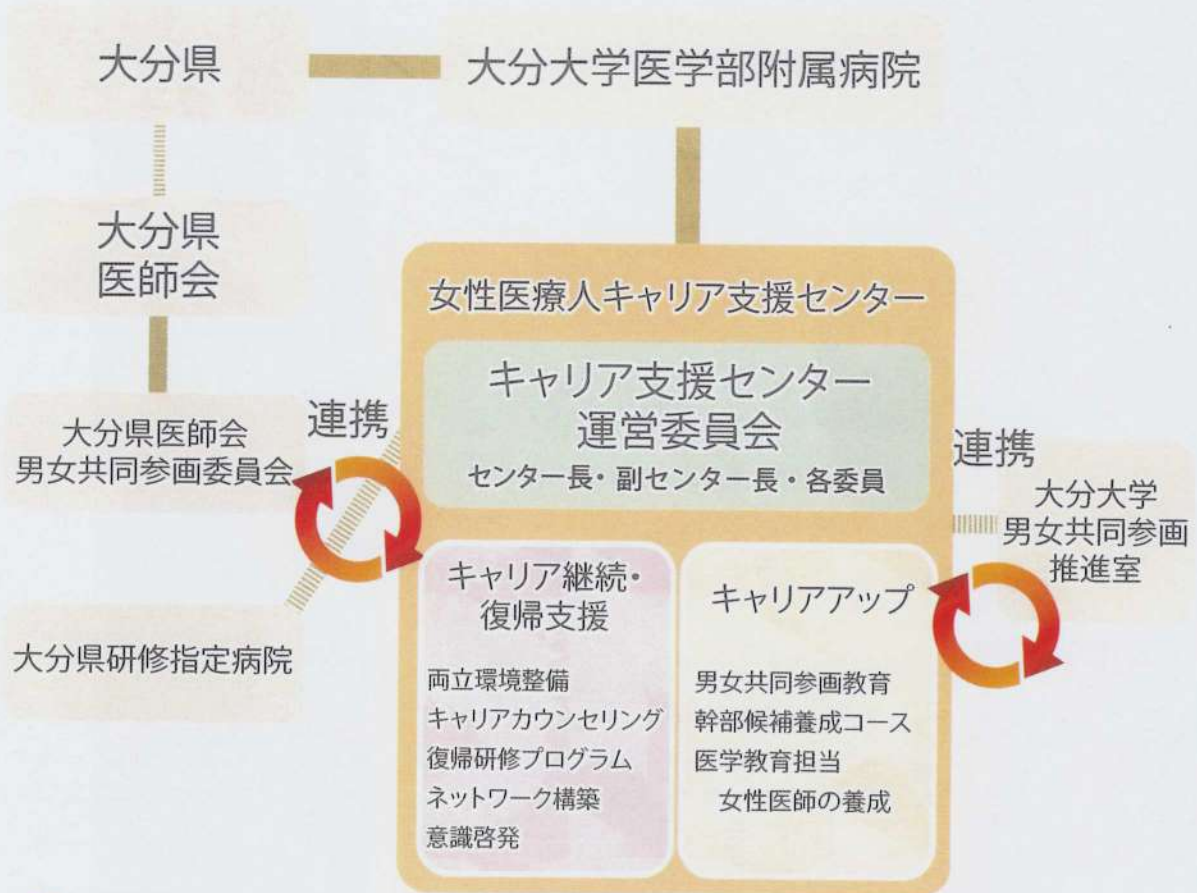 大分県
大分大学医学部附属病院
大分県
医師会
女性医療人キャリア支援センター
キャリア支援センター
運営委員会
センター長・副センター長・各委員
大分県医師会
男女共同参画委員会
連携
連携
大分大学
男女共同参画
推進室
大分県研修指定病院
キャリア継続・
復帰支援
両立環境整備
キャリアカウンセリング
復帰研修プログラム
ネットワーク構築
意識啓発
キャリアアップ
男女共同参画教育
幹部候補養成コース
医学教育担当
女性医師の養成